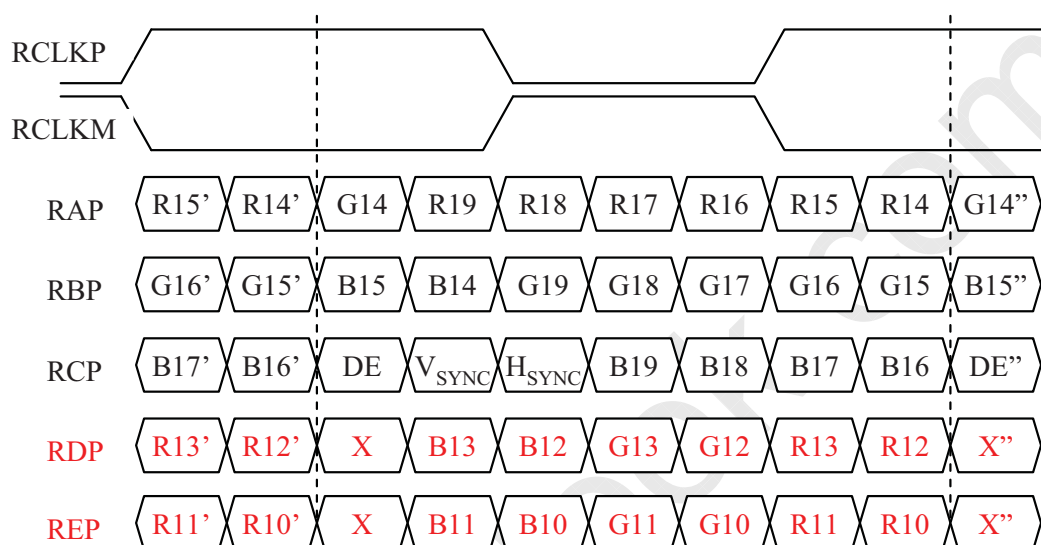 RCLKP
RCLKM
RAP R15’ R14’ G14 R19 R18 R17 R16 R15 R14 G14”
RBP G16’ G15’ B15 B14 G19 G18 G17 G16 G15 B15”
RCP B17’ B16’ DE VSYNC HSYNC B19 B18 B17 B16 DE”
RDP R13’ R12’ X B13 B12 G13 G12 R13 R12 X”
REP R11’ R10’ X B11 B10 G11 G10 R11 R10 X”